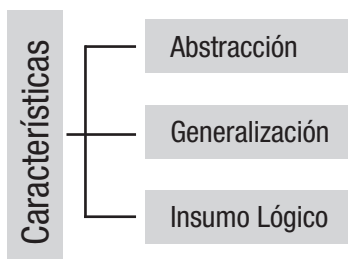 Características
Abstracción
Generalización
Insumo Lógico